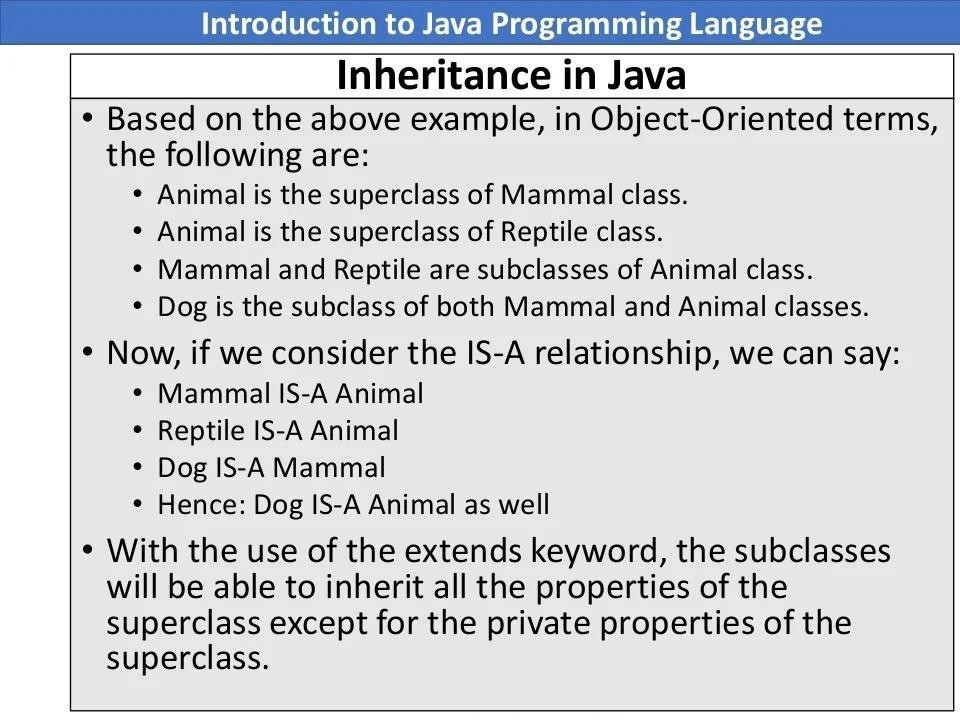 Introduction to Java Programming Language
Inheritance in Java
• Based on the above example, in Object-Oriented terms,
the following are:
• Animal is the superclass of Mammal class.
• Animal is the superclass of Reptile class.
• Mammal and Reptile are subclasses of Animal class.
• Dog is the subclass of both Mammal and Animal classes.
• Now, if we consider the IS-A relationship, we can say:
• Mammal IS-A Animal
• Reptile IS-A Animal
• Dog IS-A Mammal
• Hence: Dog IS-A Animal as well
• With the use of the extends keyword, the subclasses
will be able to inherit all the properties of the
superclass except for the private properties of the
superclass.